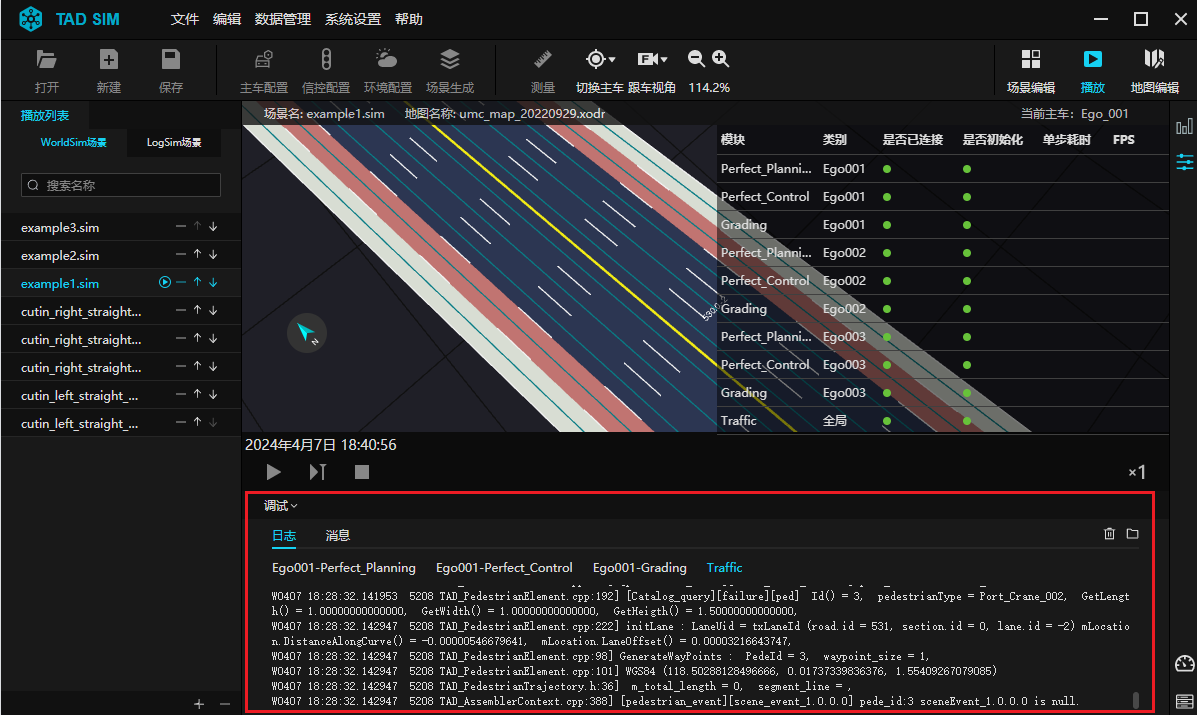 TAD SIM 文件 编辑 数据管理 系统设置 帮助
打开 新建 保存 主车配置 信控配置 环境配置 场景生成 测量 切换主车 跟车视角 114.2% 场景编辑 播放 地图编辑
播放列表
WorldSim场景 LogSim场景
搜索名称
example3.sim
example2.sim
example1.sim
cutin_right_straight...
cutin_right_straight...
cutin_right_straight...
cutin_left_straight_...
cutin_left_straight_...
场景名: example1.sim 地图名称: umc_map_20220929.xodr 当前主车: Ego_001
模块 类别 是否已连接 是否初始化 单步耗时 FPS
Perfect_Planni... Ego001
Perfect_Control Ego001
Grading Ego001
Perfect_Planni... Ego002
Perfect_Control Ego002
Grading Ego002
Perfect_Planni... Ego003
Perfect_Control Ego003
Grading Ego003
Traffic 全局
N
2024年4月7日 18:40:56
×1
调试
日志 消息
Ego001-Perfect_Planning Ego001-Perfect_Control Ego001-Grading Traffic
W0407 18:28:32.141953 5208 TAD_PedestrianElement.cpp:192] [Catalog_query][failure][ped] Id() = 3, pedestrianType = Port_Crane_002, GetLengt
h() = 1.00000000000000, GetWidth() = 1.00000000000000, GetHeigth() = 1.50000000000000,
W0407 18:28:32.142947 5208 TAD_PedestrianElement.cpp:222] initLane : LaneUid = txLaneId (road.id = 531, section.id = 0, lane.id = -2) mLocatio
n.DistanceAlongCurve() = -0.00000546679641, mLocation.LaneOffset() = 0.00003216643747,
W0407 18:28:32.142947 5208 TAD_PedestrianElement.cpp:98] GenerateWayPoints : PedeId = 3, waypoint_size = 1,
W0407 18:28:32.142947 5208 TAD_PedestrianElement.cpp:101] WGS84 (118.50288128496666, 0.01737339836376, 1.55409267079085)
W0407 18:28:32.142947 5208 TAD_PedestrianTrajectory.h:36] m_total_length = 0, segment_line = ,
W0407 18:28:32.142947 5208 TAD_AssemblerContext.cpp:388] [pedestrian_event][scene_event_1.0.0.0] pede_id:3 sceneEvent_1.0.0.0 is null.